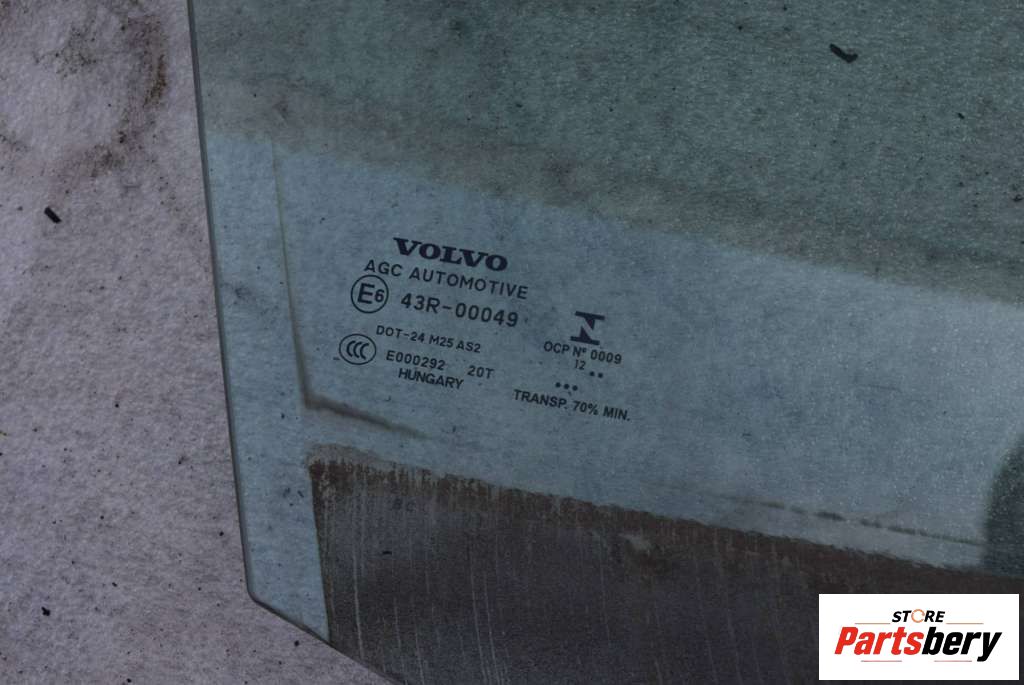 VOLVO
AGC AUTOMOTIVE
E6 43R-00049
DOT-24 M25 AS2
CCC E000292 20T
HUNGARY
N
OCP Nº 0009
12 ••
•••
TRANSP. 70% MIN.
STORE
Partsbery